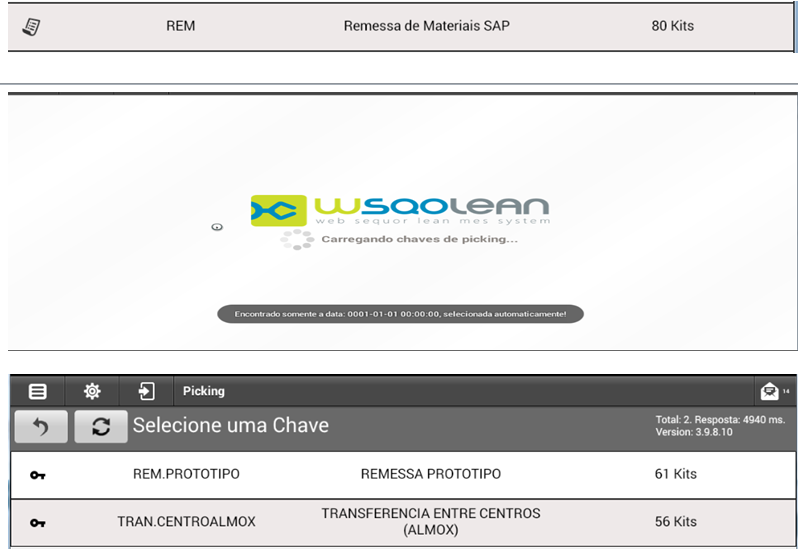 REM Remessa de Materiais SAP 80 Kits
wsqolean
web sequor lean mes system
Carregando chaves de picking...
Encontrado somente a data: 0001-01-01 00:00:00, selecionada automaticamente!
Picking 14
Selecione uma Chave
Total: 2. Resposta: 4940 ms.
Version: 3.9.8.10
REM.PROTOTIPO REMESSA PROTOTIPO 61 Kits
TRAN.CENTROALMOX TRANSFERENCIA ENTRE CENTROS (ALMOX) 56 Kits